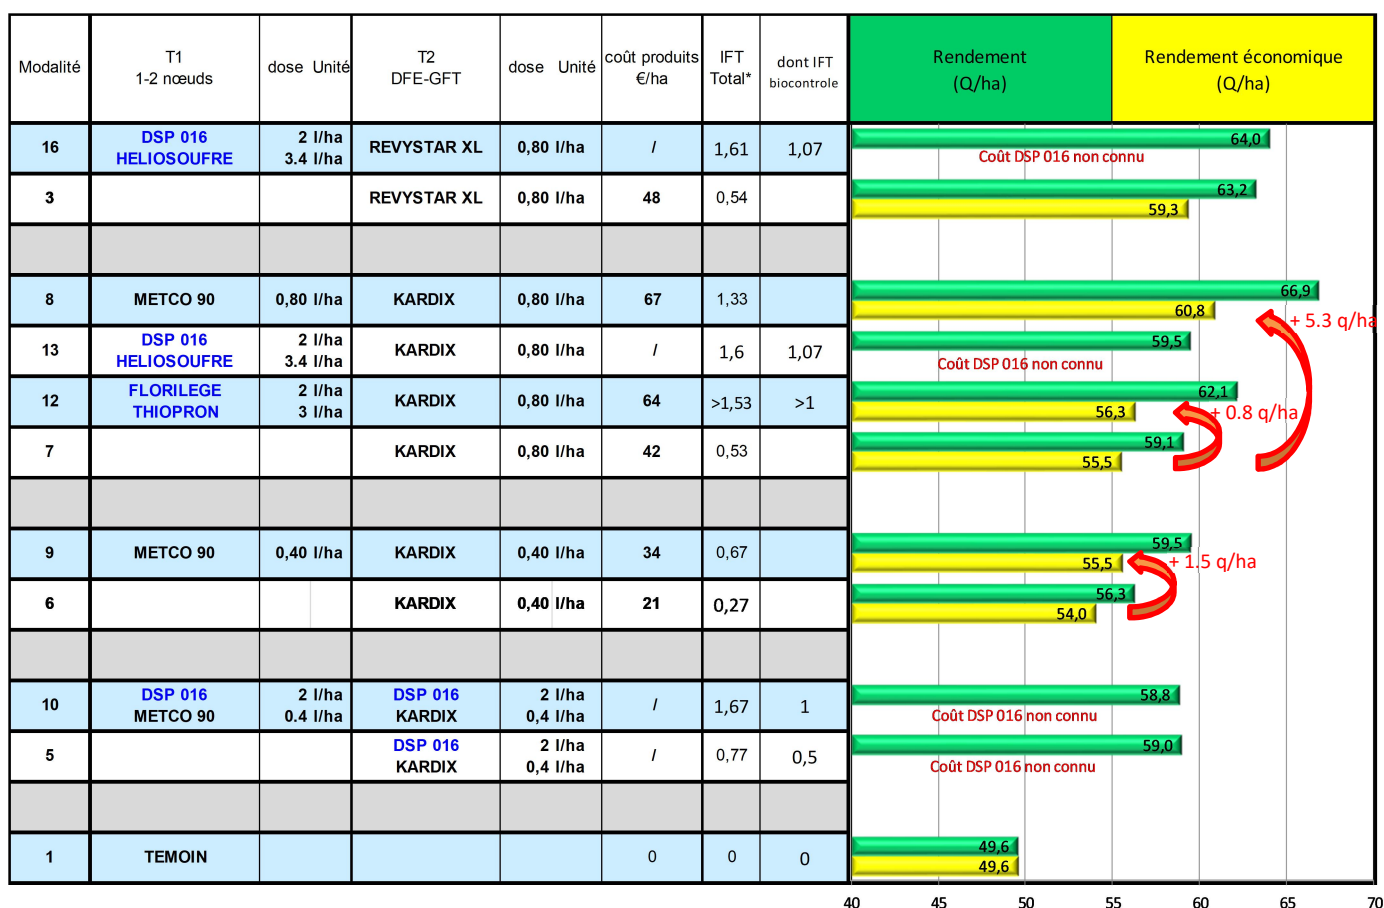 Modalité
T1
1-2 nœuds
dose Unité
T2
DFE-GFT
dose Unité
coût produits
€/ha
IFT
Total*
dont IFT
biocontrole
Rendement
(Q/ha)
Rendement économique
(Q/ha)
16
DSP 016
HELIOSOUFRE
2 l/ha
3.4 l/ha
REVYSTAR XL
0,80 l/ha
/
1,61
1,07
64,0
Coût DSP 016 non connu
3
REVYSTAR XL
0,80 l/ha
48
0,54
63,2
59,3
8
METCO 90
0,80 l/ha
KARDIX
0,80 l/ha
67
1,33
66,9
60,8
+ 5.3 q/ha
13
DSP 016
HELIOSOUFRE
2 l/ha
3.4 l/ha
KARDIX
0,80 l/ha
/
1,6
1,07
59,5
Coût DSP 016 non connu
12
FLORILEGE
THIOPRON
2 l/ha
3 l/ha
KARDIX
0,80 l/ha
64
>1,53
>1
62,1
56,3
+ 0.8 q/ha
7
KARDIX
0,80 l/ha
42
0,53
59,1
55,5
9
METCO 90
0,40 l/ha
KARDIX
0,40 l/ha
34
0,67
59,5
55,5
+ 1.5 q/ha
6
KARDIX
0,40 l/ha
21
0,27
56,3
54,0
10
DSP 016
METCO 90
2 l/ha
0.4 l/ha
DSP 016
KARDIX
2 l/ha
0,4 l/ha
/
1,67
1
58,8
Coût DSP 016 non connu
5
DSP 016
KARDIX
2 l/ha
0,4 l/ha
/
0,77
0,5
59,0
Coût DSP 016 non connu
1
TEMOIN
0
0
0
49,6
49,6
40 45 50 55 60 65 70